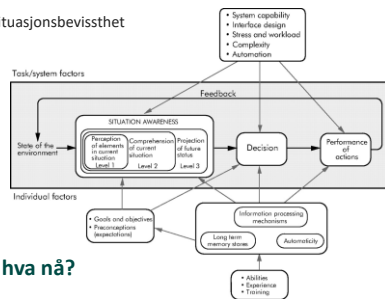 ituasjonsbevissthet
• System capability
• Interface design
• Stress and workload
• Complexity
• Automation
Task/system factors
Feedback
SITUATION AWARENESS
State of the
environment
Perception
of elements
in current
situation
Level 1
Comprehension
of current
situation
Level 2
Projection
of future
status
Level 3
Decision
Performance
of
actions
Individual factors
• Goals and objectives
• Preconceptions
(expectations)
Information processing
mechanisms
Long term
memory stores
Automaticity
• Abilities
• Experience
• Training
hva nå?